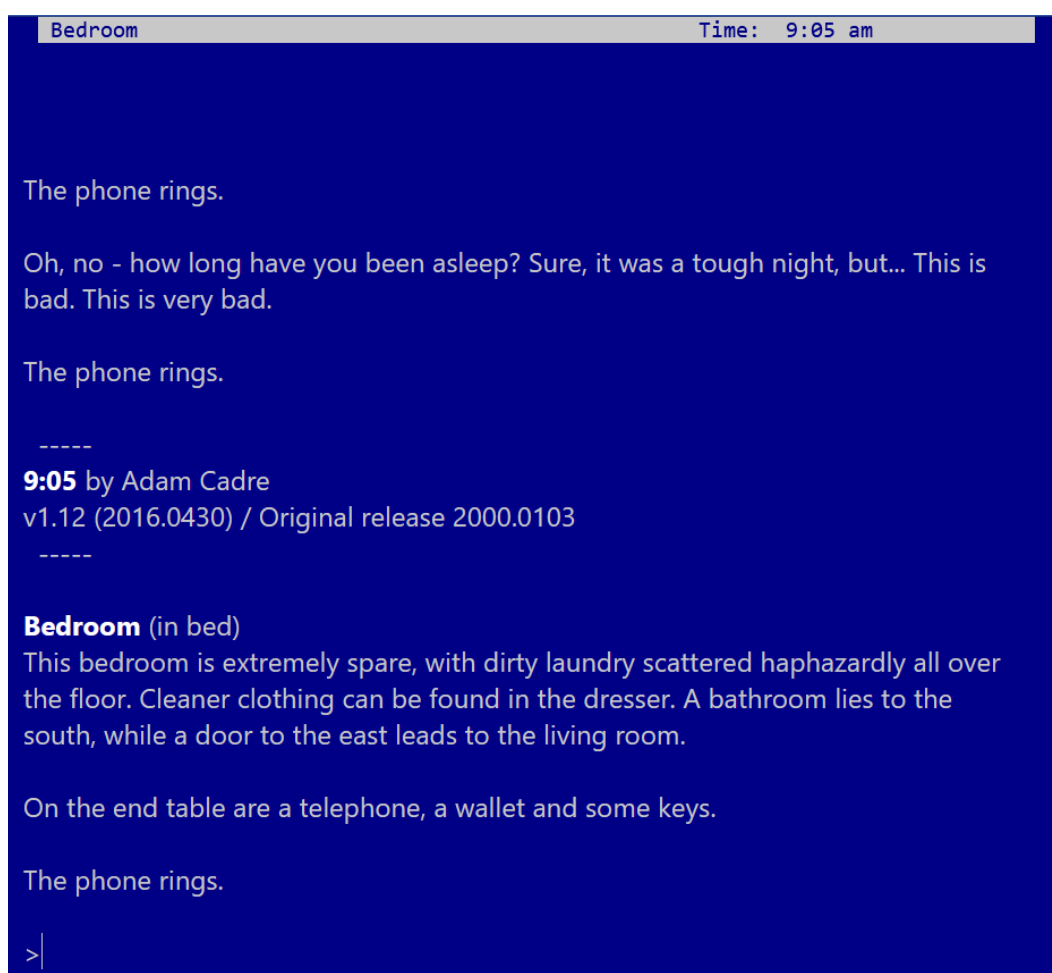 Bedroom Time: 9:05 am
The phone rings.
Oh, no - how long have you been asleep? Sure, it was a tough night, but... This is
bad. This is very bad.
The phone rings.
-----
9:05 by Adam Cadre
v1.12 (2016.0430) / Original release 2000.0103
-----
Bedroom (in bed)
This bedroom is extremely spare, with dirty laundry scattered haphazardly all over
the floor. Cleaner clothing can be found in the dresser. A bathroom lies to the
south, while a door to the east leads to the living room.
On the end table are a telephone, a wallet and some keys.
The phone rings.
>